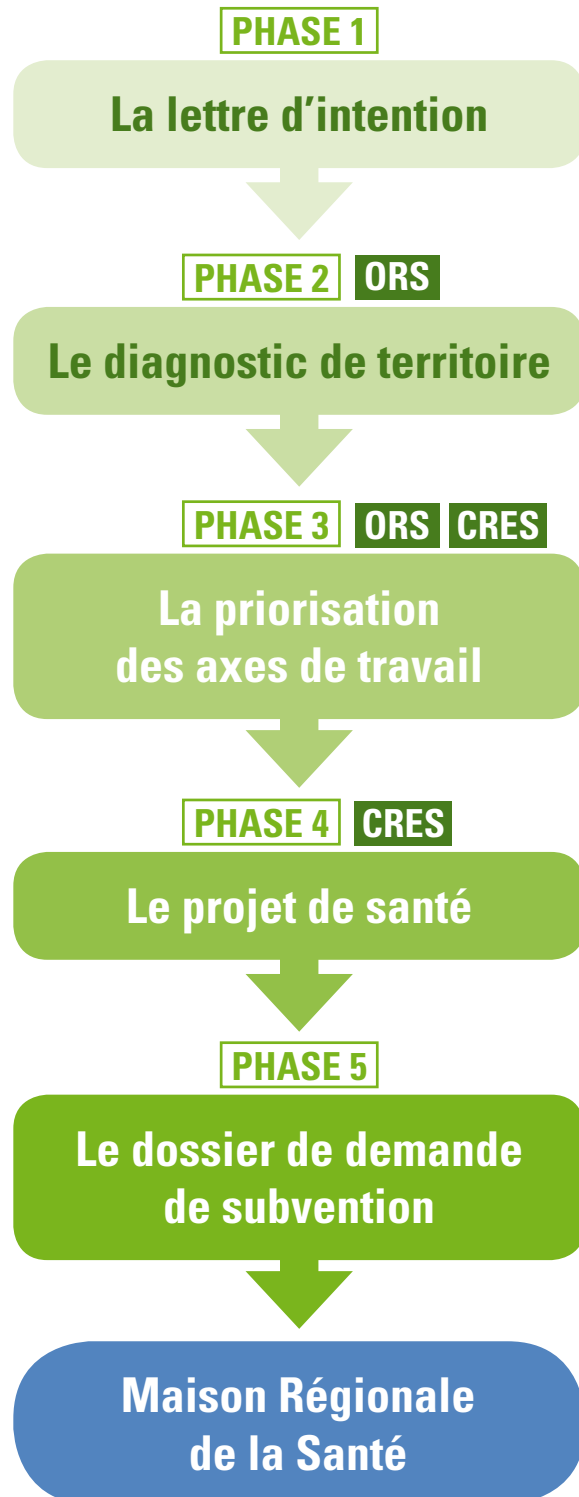 PHASE 1
La lettre d’intention
PHASE 2 ORS
Le diagnostic de territoire
PHASE 3 ORS CRES
La priorisation
des axes de travail
PHASE 4 CRES
Le projet de santé
PHASE 5
Le dossier de demande
de subvention
Maison Régionale
de la Santé